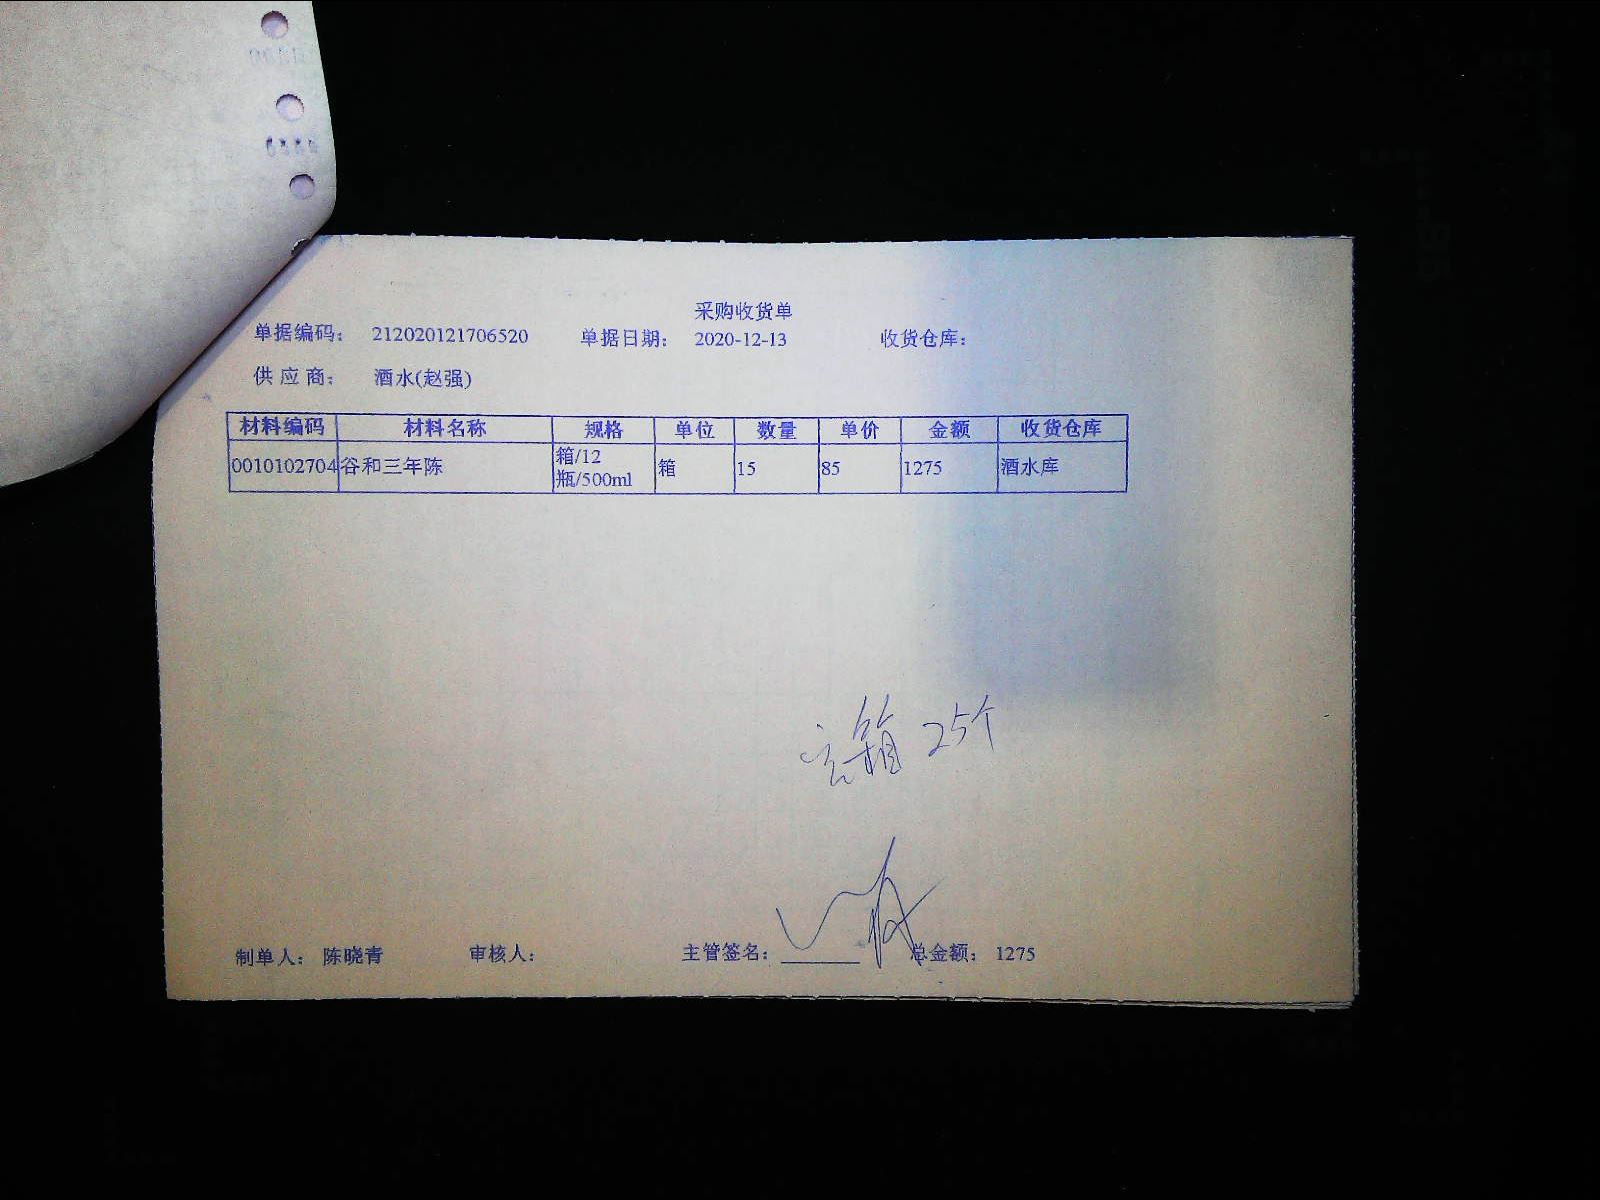 采购收货单
单据编码： 212020121706520 单据日期： 2020-12-13 收货仓库：
供应商： 酒水(赵强)
材料编码 材料名称 规格 单位 数量 单价 金额 收货仓库
0010102704 谷和三年陈 箱/12瓶/500ml 箱 15 85 1275 酒水库
箱 25个
制单人： 陈晓青 审核人： 主管签名： 总金额： 1275